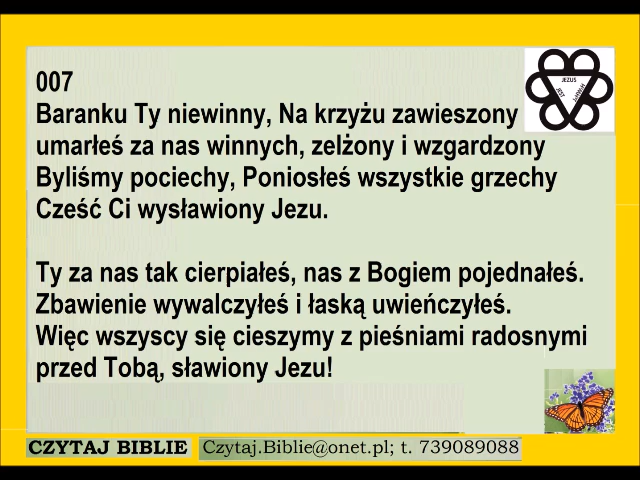 007
Baranku Ty niewinny, Na krzyżu zawieszony
umarłeś za nas winnych, zelżony i wzgardzony
Byliśmy pociechy, Poniosłeś wszystkie grzechy
Cześć Ci wysławiony Jezu.
Ty za nas tak cierpiałeś, nas z Bogiem pojednałeś.
Zbawienie wywalczyłeś i łaską uwieńczyłeś.
Więc wszyscy się cieszymy z pieśniami radosnymi
przed Tobą, sławiony Jezu!
JEZUS
JEST
CZYTAJ BIBLIE Czytaj.Biblie@onet.pl; t. 739089088